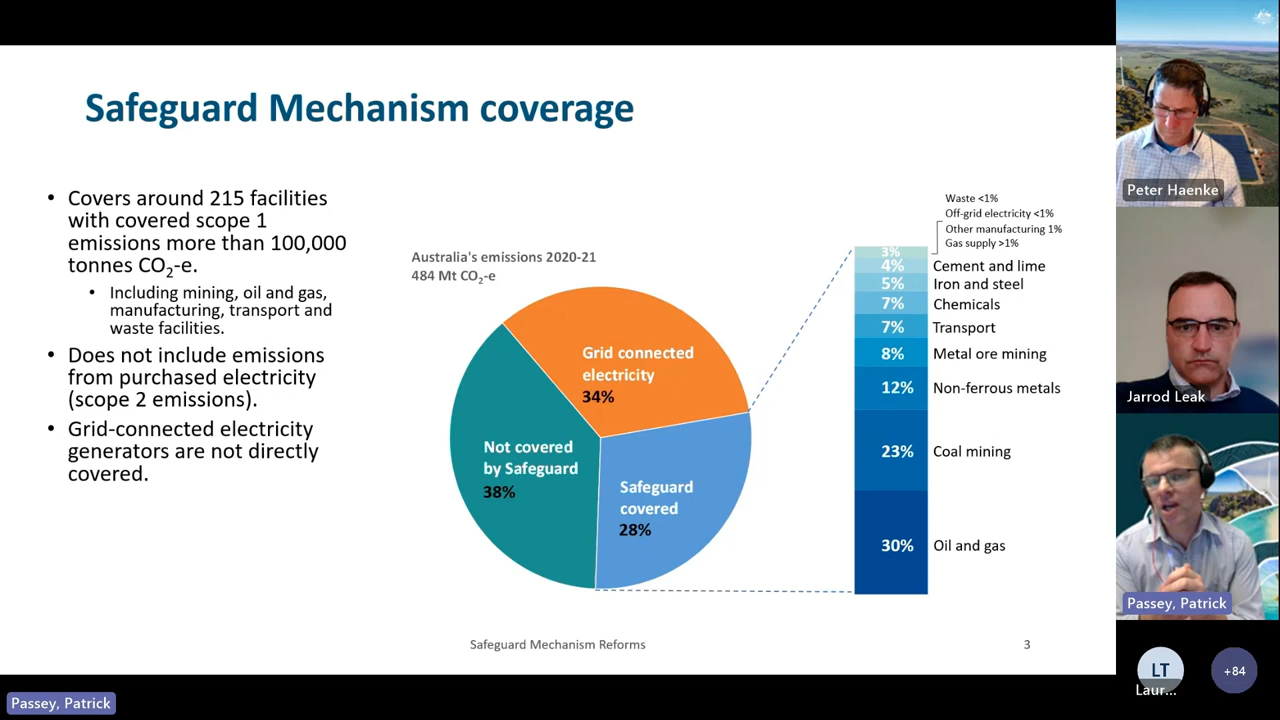 Safeguard Mechanism coverage
• Covers around 215 facilities
with covered scope 1
emissions more than 100,000
tonnes CO₂-e.
• Including mining, oil and gas,
manufacturing, transport and
waste facilities.
• Does not include emissions
from purchased electricity
(scope 2 emissions).
• Grid-connected electricity
generators are not directly
covered.
Australia's emissions 2020-21
484 Mt CO₂-e
Grid connected
electricity
34%
Not covered
by Safeguard
38%
Safeguard
covered
28%
Waste <1%
Off-grid electricity <1%
Other manufacturing 1%
Gas supply >1%
3%
4% Cement and lime
5% Iron and steel
7% Chemicals
7% Transport
8% Metal ore mining
12% Non-ferrous metals
23% Coal mining
30% Oil and gas
Safeguard Mechanism Reforms
3
Peter Haenke
Jarrod Leak
Passey, Patrick
LT
Laur...
+84
Passey, Patrick